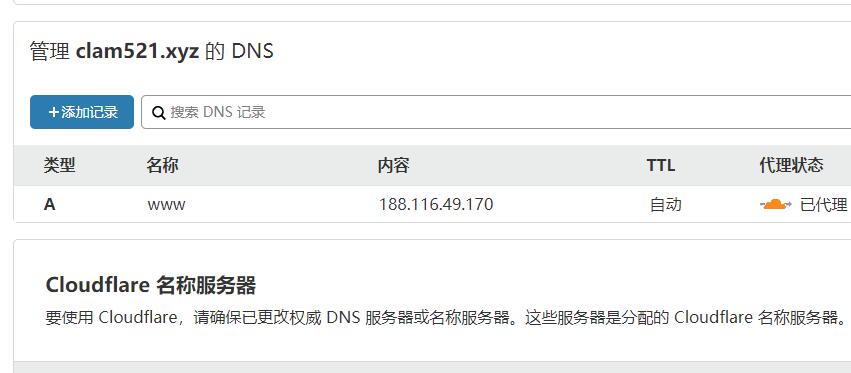 管理 clam521.xyz 的 DNS
+添加记录 搜索 DNS 记录
类型 名称 内容 TTL 代理状态
A www 188.116.49.170 自动 已代理
Cloudflare 名称服务器
要使用 Cloudflare，请确保已更改权威 DNS 服务器或名称服务器。这些服务器是分配的 Cloudflare 名称服务器。